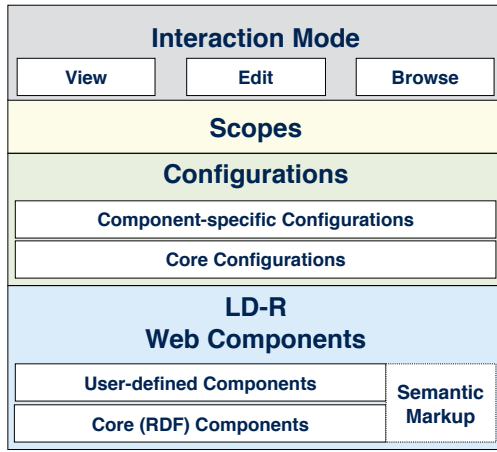 Interaction Mode
View Edit Browse
Scopes
Configurations
Component-specific Configurations
Core Configurations
LD-R
Web Components
User-defined Components
Core (RDF) Components
Semantic
Markup